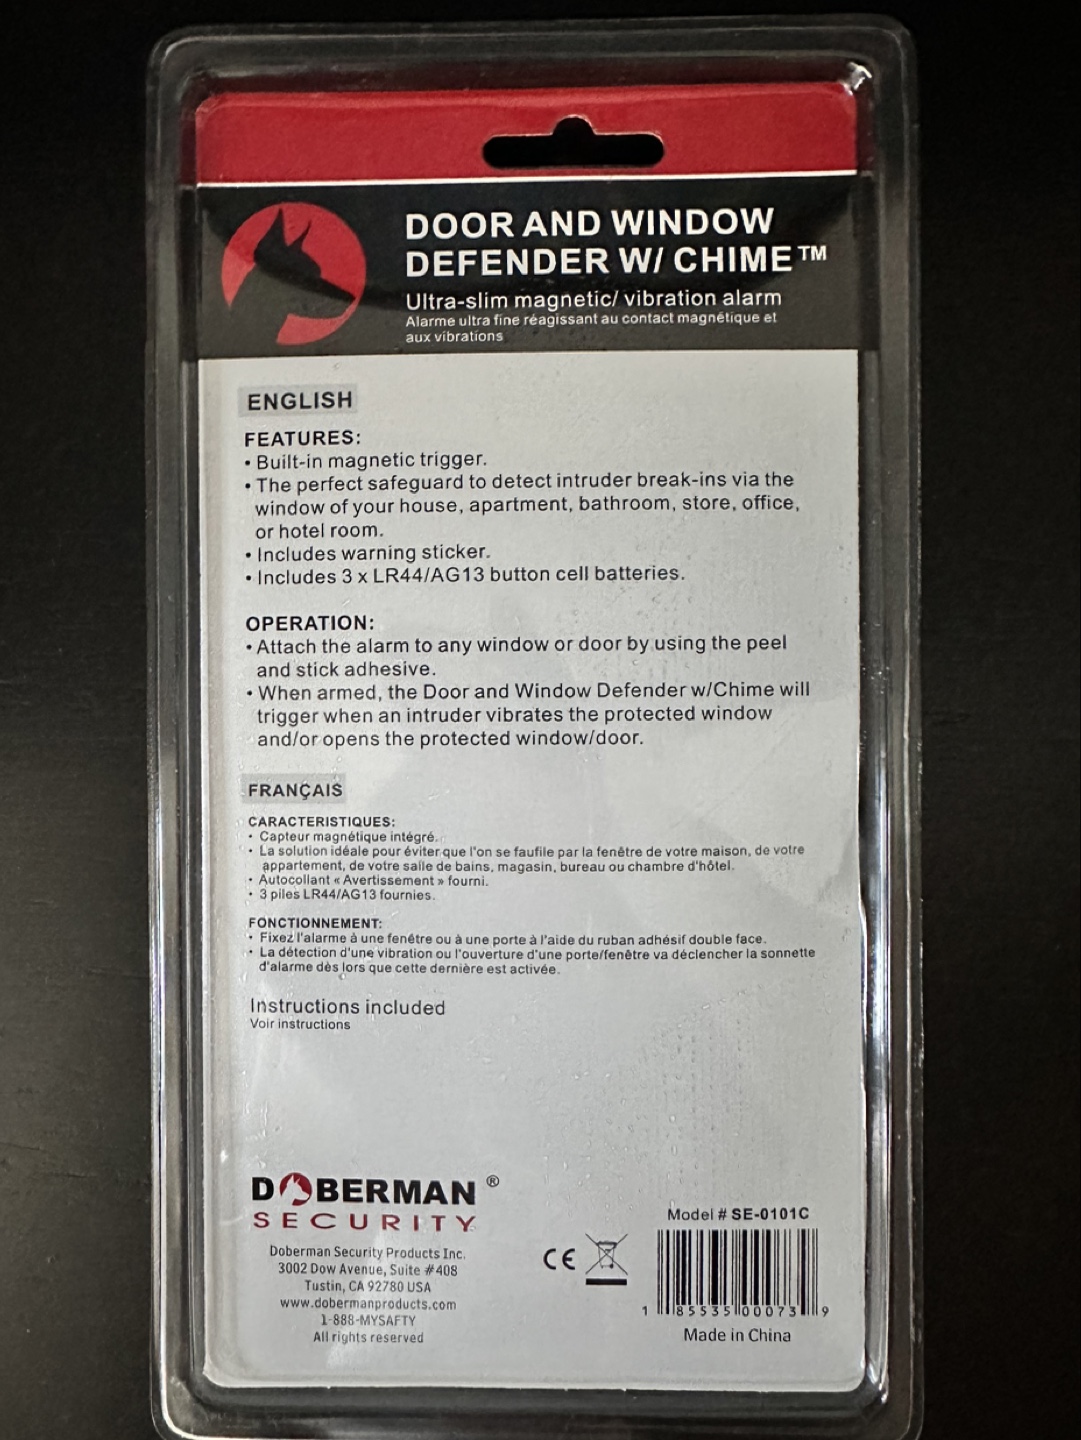 DOOR AND WINDOW
DEFENDER W/ CHIME™
Ultra-slim magnetic/ vibration alarm
Alarme ultra fine réagissant au contact magnétique et
aux vibrations
ENGLISH
FEATURES:
• Built-in magnetic trigger.
• The perfect safeguard to detect intruder break-ins via the
window of your house, apartment, bathroom, store, office,
or hotel room.
• Includes warning sticker.
• Includes 3 x LR44/AG13 button cell batteries.
OPERATION:
• Attach the alarm to any window or door by using the peel
and stick adhesive.
• When armed, the Door and Window Defender w/Chime will
trigger when an intruder vibrates the protected window
and/or opens the protected window/door.
FRANÇAIS
CARACTERISTIQUES:
• Capteur magnétique intégré.
• La solution idéale pour éviter que l'on se faufile par la fenêtre de votre maison, de votre
appartement, de votre salle de bains, magasin, bureau ou chambre d'hôtel.
• Autocollant « Avertissement » fourni.
• 3 piles LR44/AG13 fournies.
FONCTIONNEMENT:
• Fixez l'alarme à une fenêtre ou à une porte à l'aide du ruban adhésif double face.
• La détection d'une vibration ou l'ouverture d'une porte/fenêtre va déclencher la sonnette
d'alarme dès lors que cette dernière est activée.
Instructions included
Voir instructions
DOBERMAN ®
SECURITY
Doberman Security Products Inc.
3002 Dow Avenue, Suite #408
Tustin, CA 92780 USA
www.dobermanproducts.com
1-888-MYSAFTY
All rights reserved
CE
Model # SE-0101C
1 85535 00073 9
Made in China